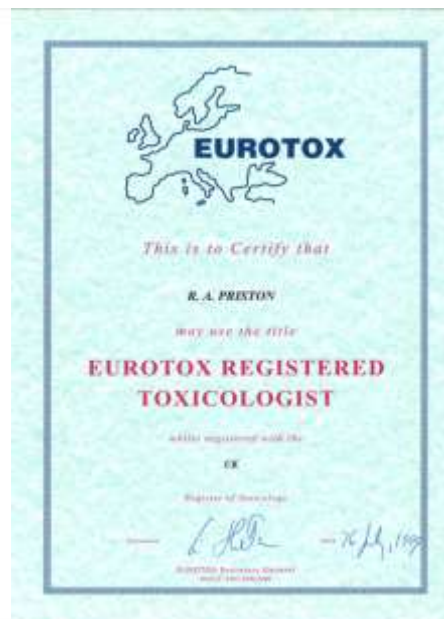 EUROTOX
This is to Certify that
R. A. PRISTON
may use the title
EUROTOX REGISTERED
TOXICOLOGIST
whilst registered with the
UK
Register of Toxicology